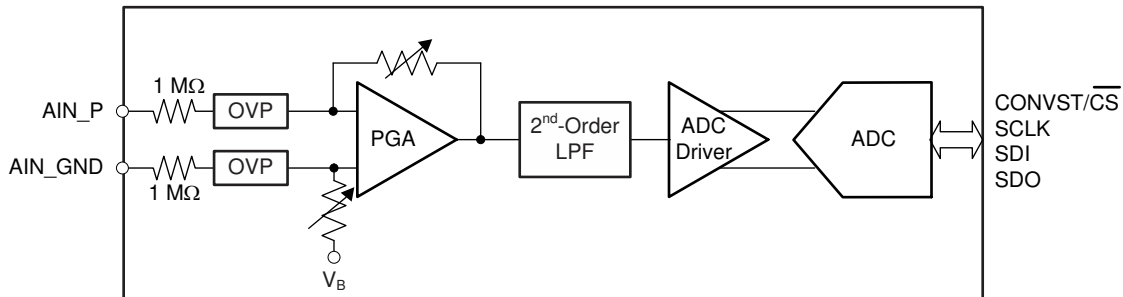 1 MΩ
OVP
AIN_P
PGA
2nd-Order
LPF
ADC
Driver
ADC
CONVST/C̅S̅
SCLK
SDI
SDO
AIN_GND
OVP
1 MΩ
VB